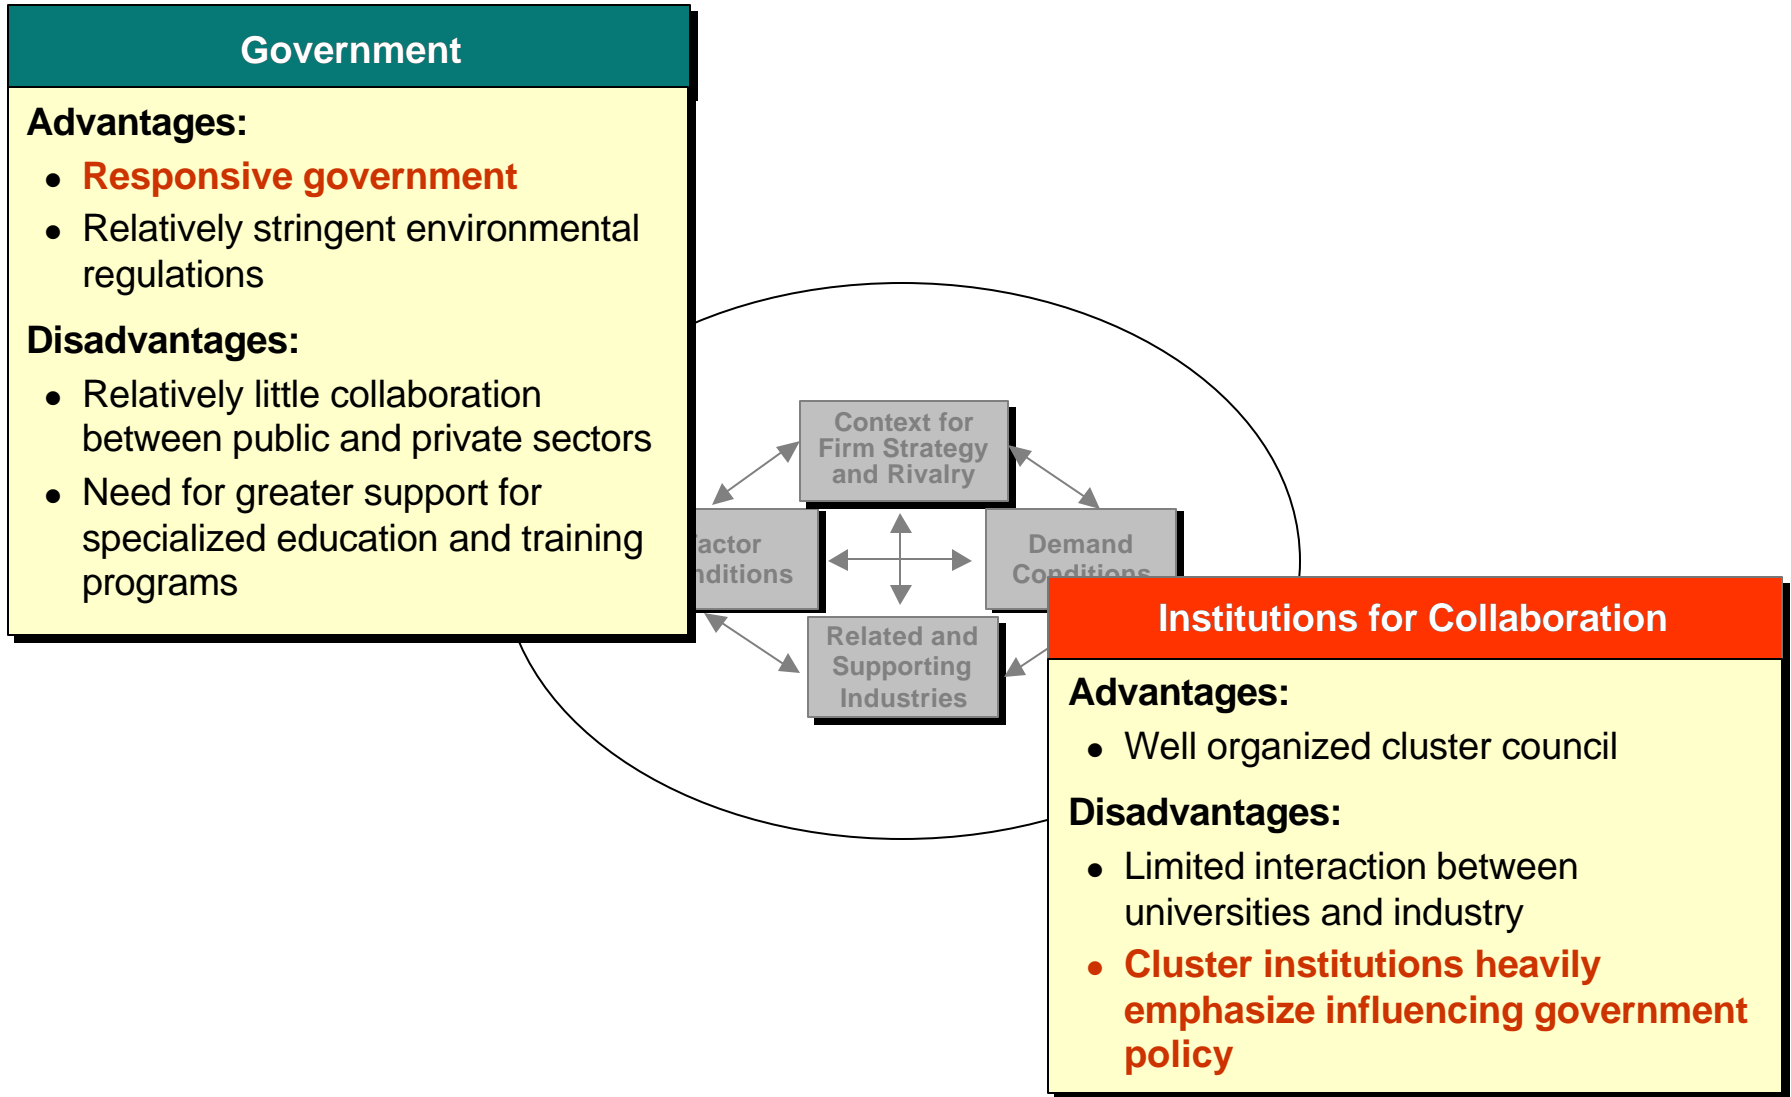 Government
Advantages:
• Responsive government
• Relatively stringent environmental
regulations
Disadvantages:
• Relatively little collaboration
between public and private sectors
• Need for greater support for
specialized education and training
programs
Context for
Firm Strategy
and Rivalry
actor
nditions
Demand
Conditions
Related and
Supporting
Industries
Institutions for Collaboration
Advantages:
• Well organized cluster council
Disadvantages:
• Limited interaction between
universities and industry
• Cluster institutions heavily
emphasize influencing government
policy